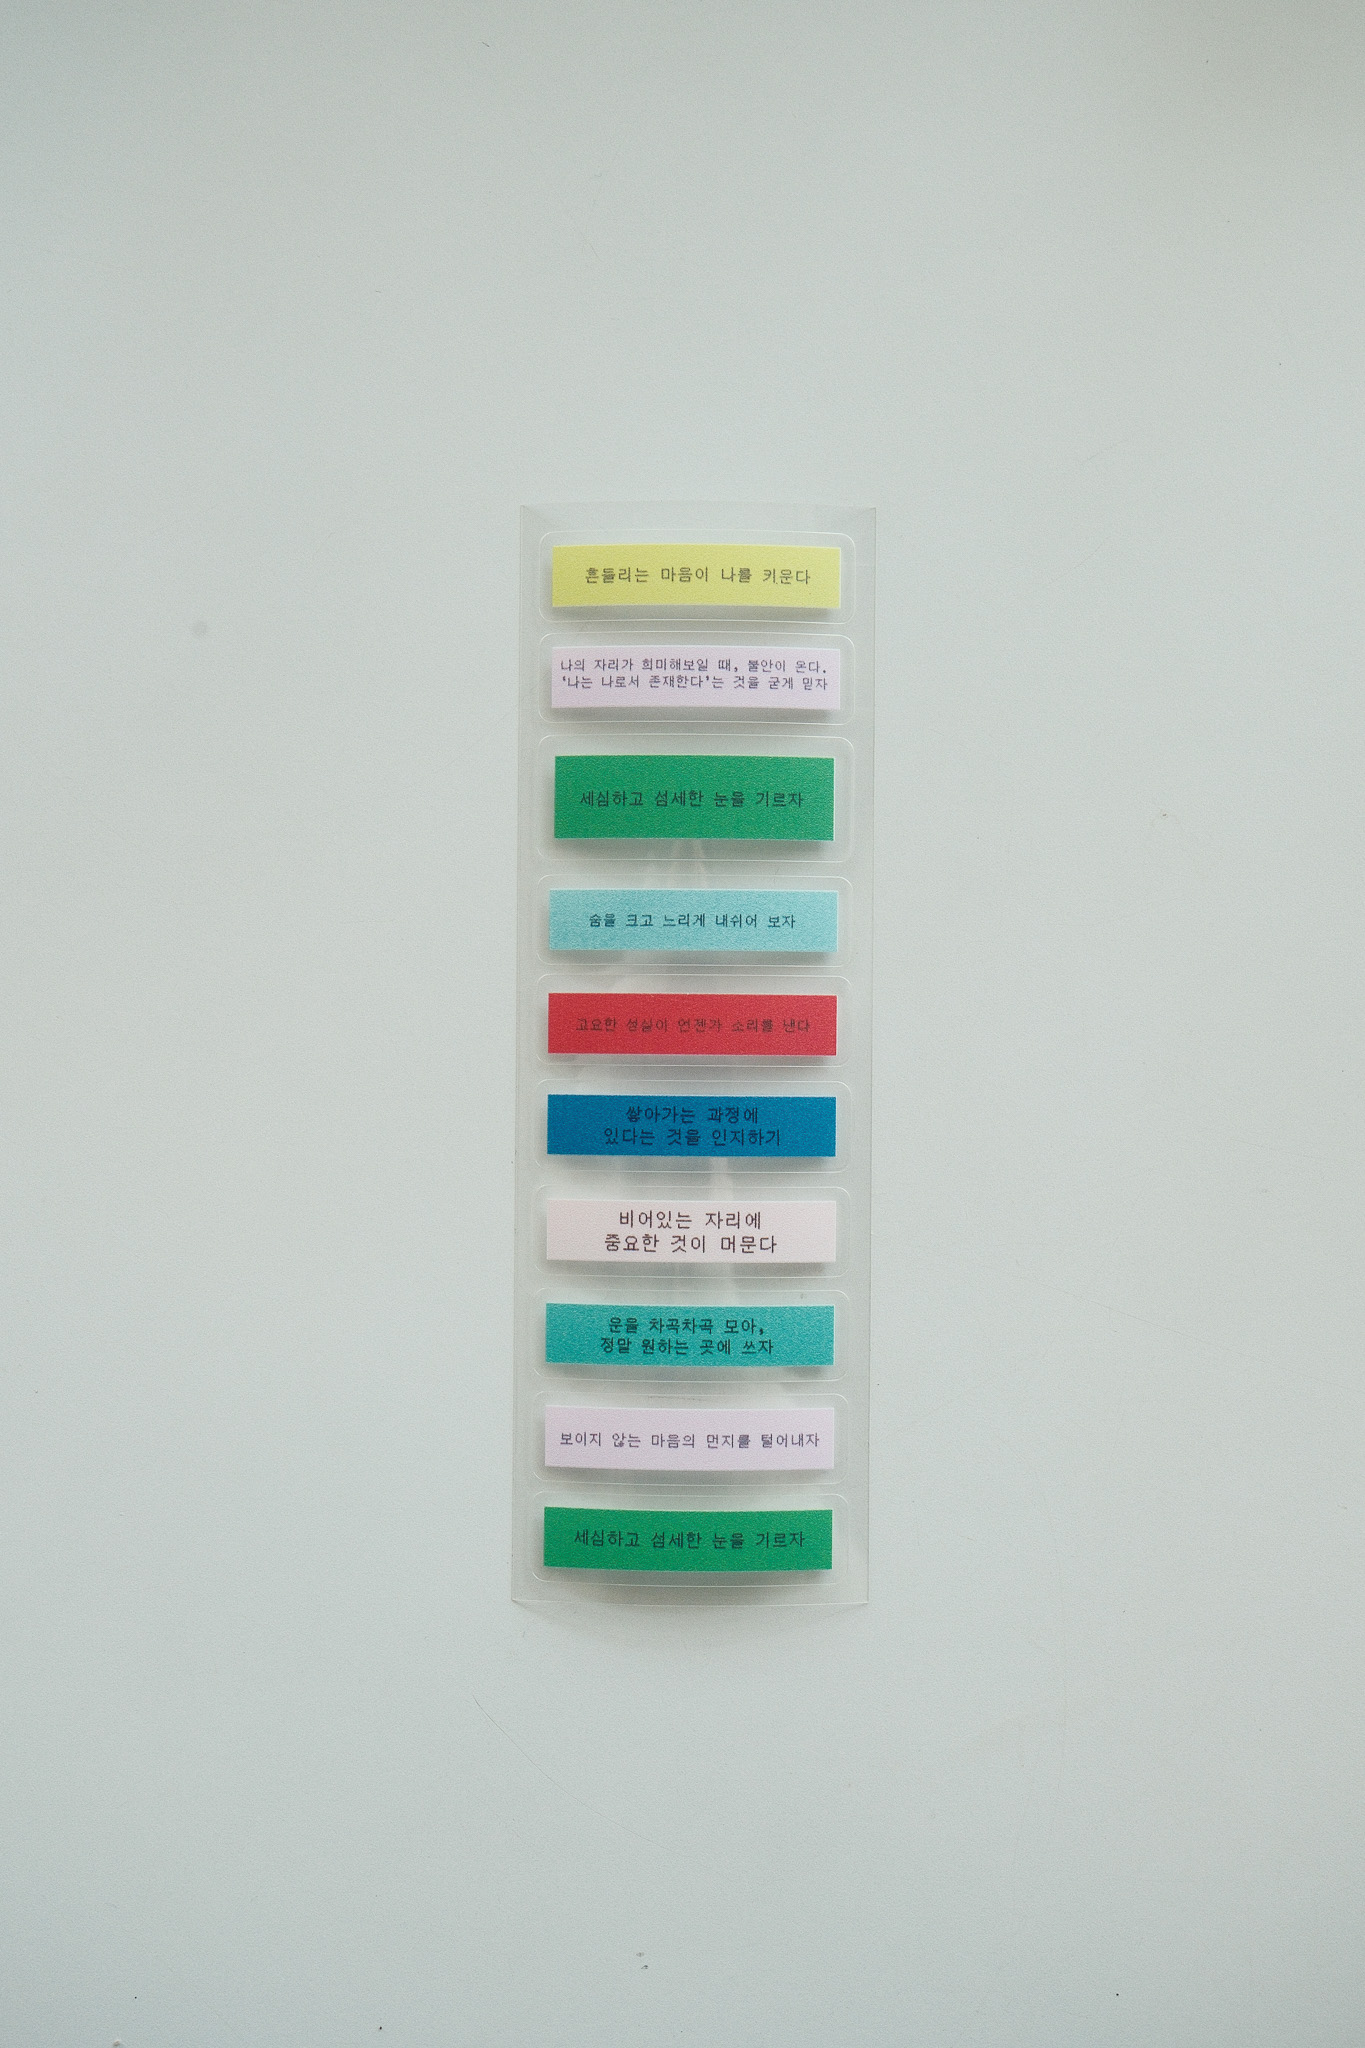 흔들리는 마음이 나를 키운다
나의 자리가 희미해보일 때, 불안이 온다.
'나는 나로서 존재한다'는 것을 굳게 믿자
세심하고 섬세한 눈을 기르자
숨을 크고 느리게 내쉬어 보자
고요한 성실이 언젠가 소리를 낸다
쌓아가는 과정에
있다는 것을 인지하기
비어있는 자리에
중요한 것이 머문다
운을 차곡차곡 모아,
정말 원하는 곳에 쓰자
보이지 않는 마음의 먼지를 털어내자
세심하고 섬세한 눈을 기르자